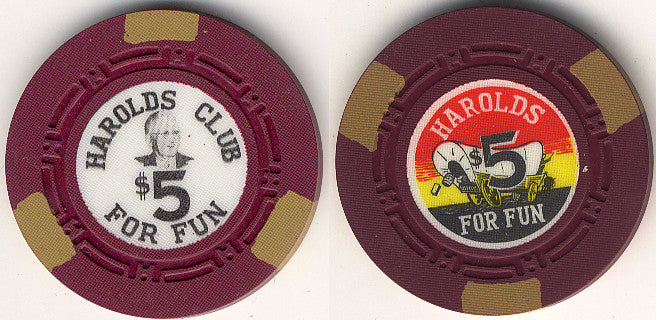 HAROLDS CLUB
$5
FOR FUN
HAROLDS
$5
FOR FUN